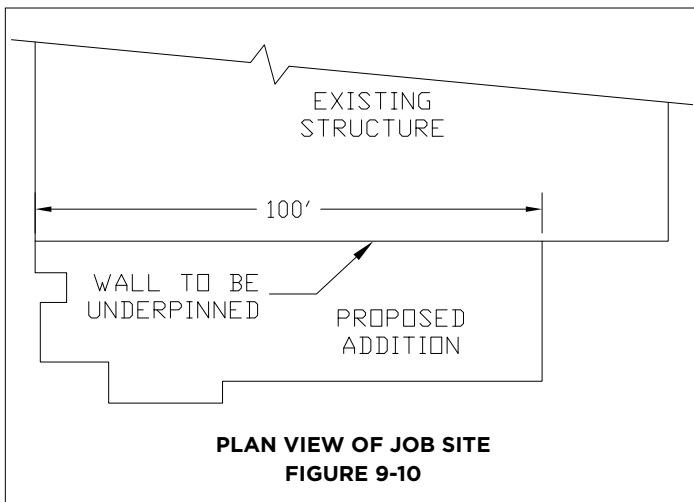 EXISTING
STRUCTURE
100'
WALL TO BE
UNDERPINNED
PROPOSED
ADDITION
PLAN VIEW OF JOB SITE
FIGURE 9-10